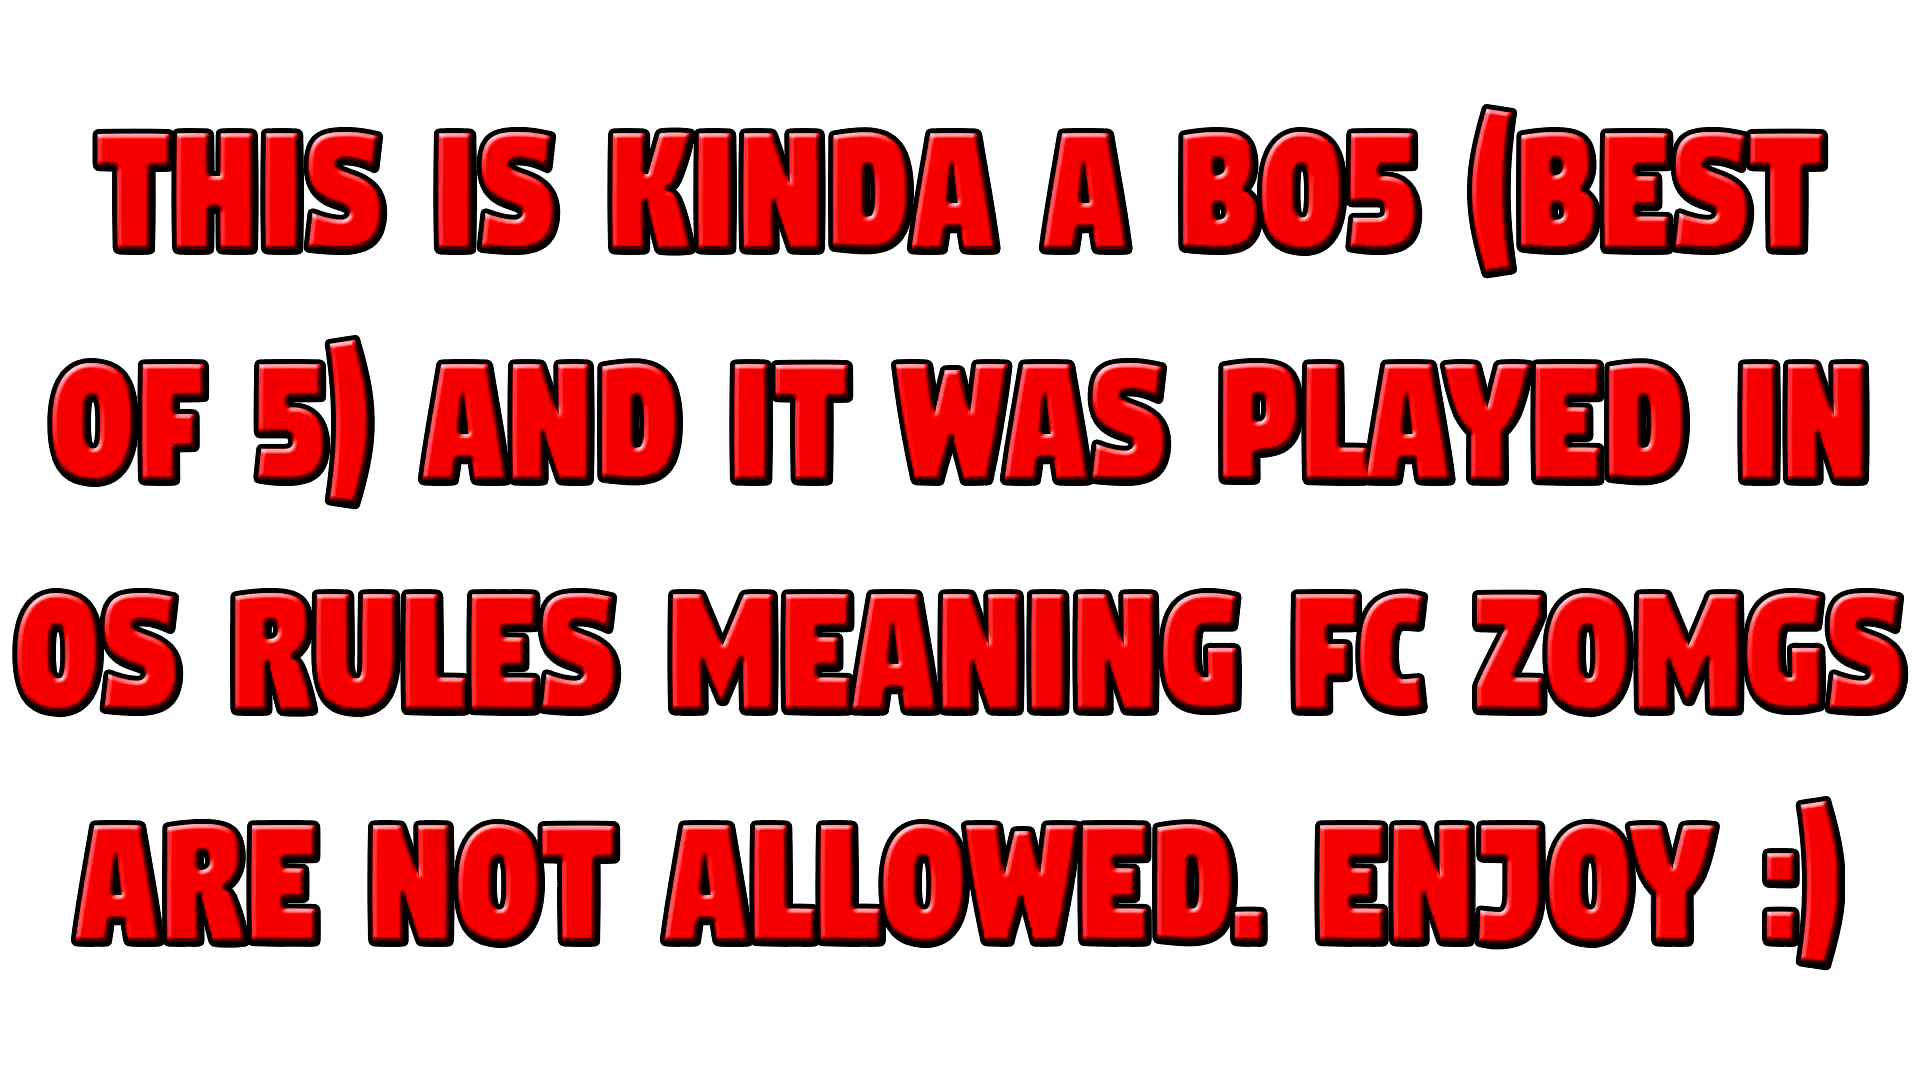 THIS IS KINDA A BO5 (BEST
OF 5) AND IT WAS PLAYED IN
OS RULES MEANING FC ZOMGS
ARE NOT ALLOWED. ENJOY :)